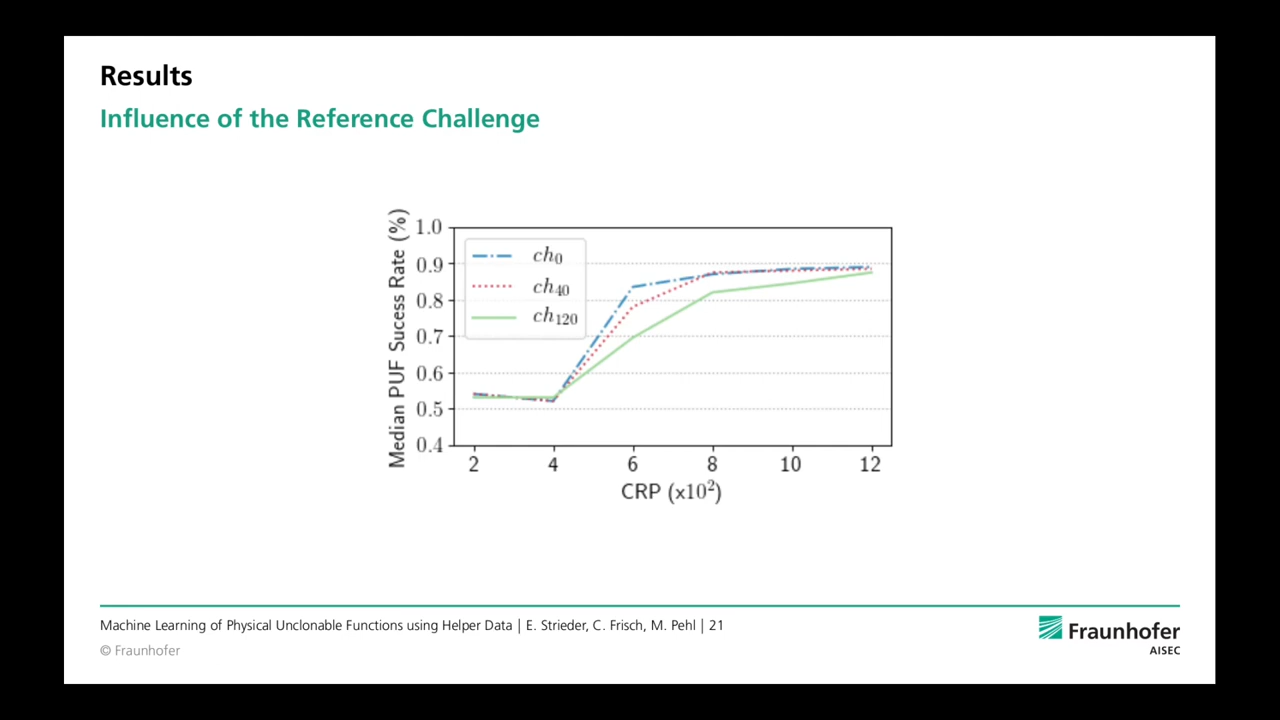 Results
Influence of the Reference Challenge
Median PUF Sucess Rate (%)
1.0
0.9
0.8
0.7
0.6
0.5
0.4
ch₀
ch₄₀
ch₁₂₀
2 4 6 8 10 12
CRP (x10²)
Machine Learning of Physical Unclonable Functions using Helper Data | E. Strieder, C. Frisch, M. Pehl | 21
© Fraunhofer
Fraunhofer
AISEC